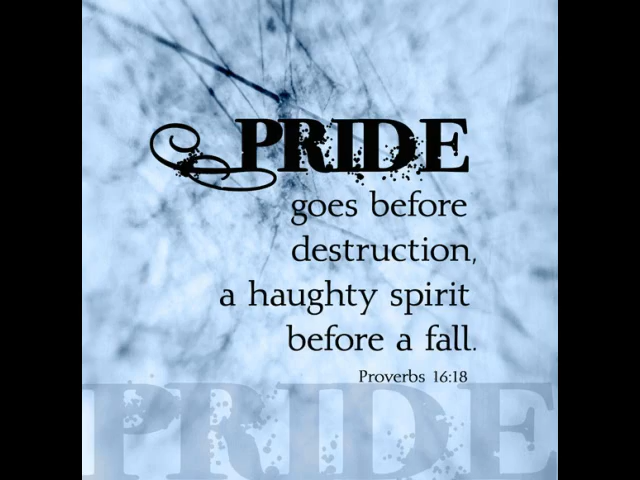 PRIDE
goes before
destruction,
a haughty spirit
before a fall.
Proverbs 16:18
PRIDE